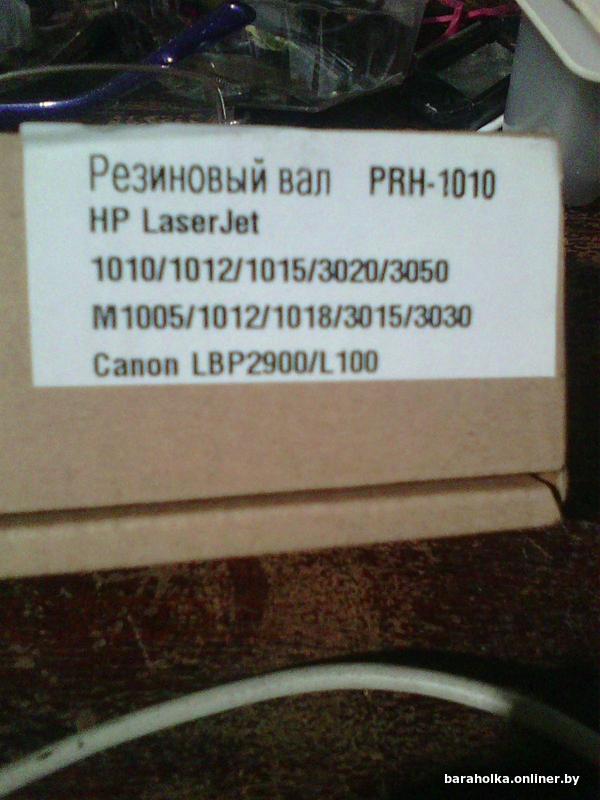 Резиновый вал PRH-1010
HP LaserJet
1010/1012/1015/3020/3050
M1005/1012/1018/3015/3030
Canon LBP2900/L100
baraholka.onliner.by